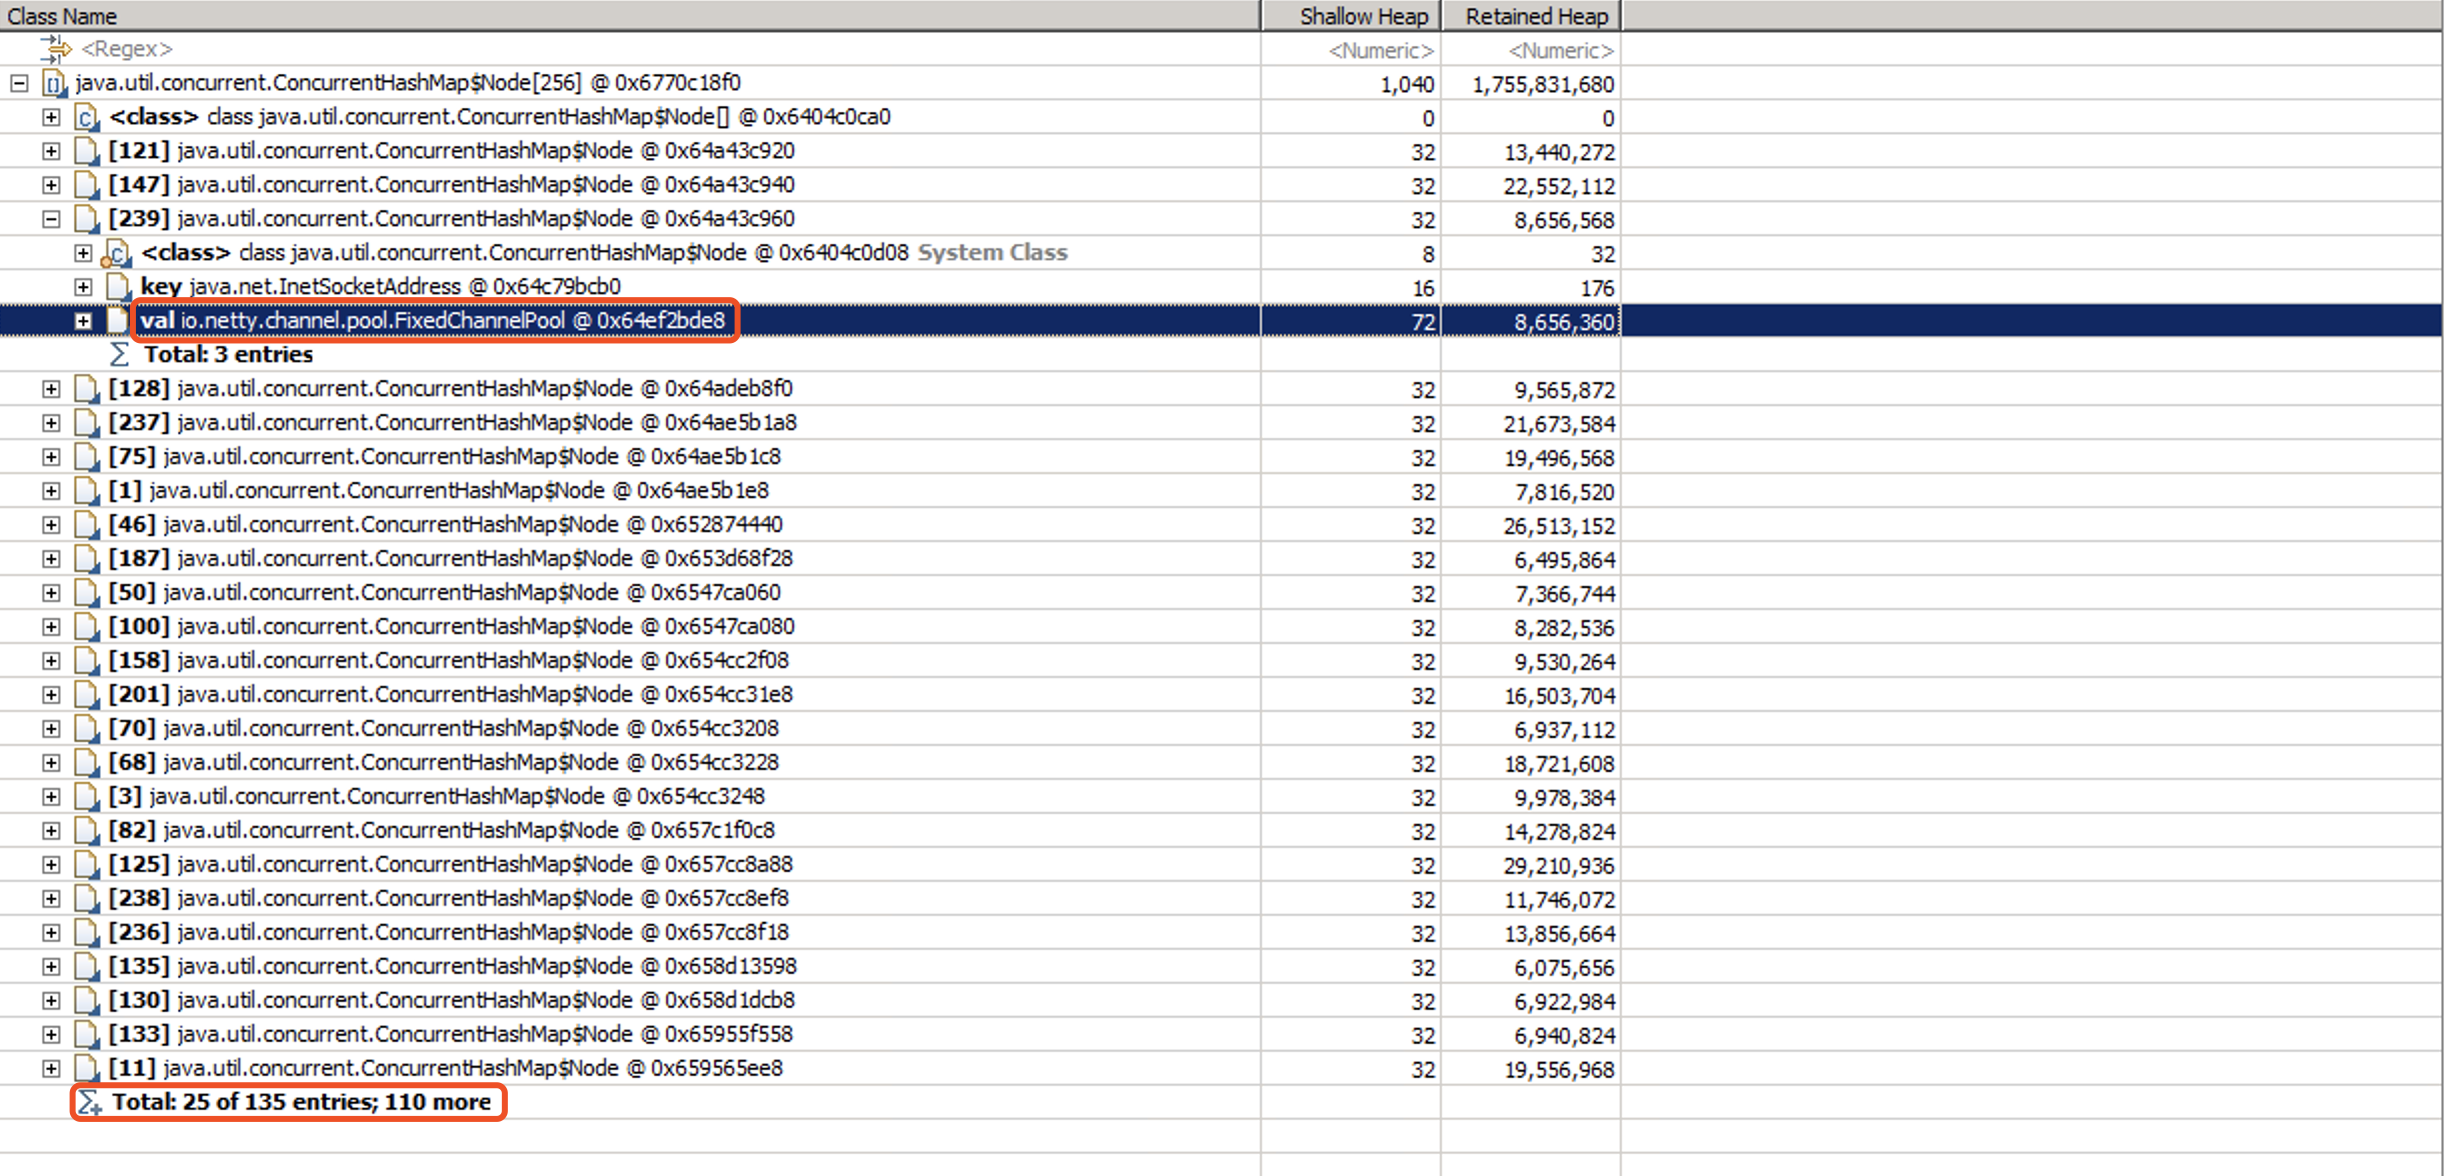 Class Name Shallow Heap Retained Heap
<Regex> <Numeric> <Numeric>
java.util.concurrent.ConcurrentHashMap$Node[256] @ 0x6770c18f0 1,040 1,755,831,680
<class> class java.util.concurrent.ConcurrentHashMap$Node[] @ 0x6404c0ca0 0 0
[121] java.util.concurrent.ConcurrentHashMap$Node @ 0x64a43c920 32 13,440,272
[147] java.util.concurrent.ConcurrentHashMap$Node @ 0x64a43c940 32 22,552,112
[239] java.util.concurrent.ConcurrentHashMap$Node @ 0x64a43c960 32 8,656,568
<class> class java.util.concurrent.ConcurrentHashMap$Node @ 0x6404c0d08 System Class 8 32
key java.net.InetSocketAddress @ 0x64c79bcb0 16 176
val io.netty.channel.pool.FixedChannelPool @ 0x64ef2bde8 72 8,656,360
Total: 3 entries
[128] java.util.concurrent.ConcurrentHashMap$Node @ 0x64adeb8f0 32 9,565,872
[237] java.util.concurrent.ConcurrentHashMap$Node @ 0x64ae5b1a8 32 21,673,584
[75] java.util.concurrent.ConcurrentHashMap$Node @ 0x64ae5b1c8 32 19,496,568
[1] java.util.concurrent.ConcurrentHashMap$Node @ 0x64ae5b1e8 32 7,816,520
[46] java.util.concurrent.ConcurrentHashMap$Node @ 0x652874440 32 26,513,152
[187] java.util.concurrent.ConcurrentHashMap$Node @ 0x653d68f28 32 6,495,864
[50] java.util.concurrent.ConcurrentHashMap$Node @ 0x6547ca060 32 7,366,744
[100] java.util.concurrent.ConcurrentHashMap$Node @ 0x6547ca080 32 8,282,536
[158] java.util.concurrent.ConcurrentHashMap$Node @ 0x654cc2f08 32 9,530,264
[201] java.util.concurrent.ConcurrentHashMap$Node @ 0x654cc31e8 32 16,503,704
[70] java.util.concurrent.ConcurrentHashMap$Node @ 0x654cc3208 32 6,937,112
[68] java.util.concurrent.ConcurrentHashMap$Node @ 0x654cc3228 32 18,721,608
[3] java.util.concurrent.ConcurrentHashMap$Node @ 0x654cc3248 32 9,978,384
[82] java.util.concurrent.ConcurrentHashMap$Node @ 0x657c1f0c8 32 14,278,824
[125] java.util.concurrent.ConcurrentHashMap$Node @ 0x657cc8a88 32 29,210,936
[238] java.util.concurrent.ConcurrentHashMap$Node @ 0x657cc8ef8 32 11,746,072
[236] java.util.concurrent.ConcurrentHashMap$Node @ 0x657cc8f18 32 13,856,664
[135] java.util.concurrent.ConcurrentHashMap$Node @ 0x658d13598 32 6,075,656
[130] java.util.concurrent.ConcurrentHashMap$Node @ 0x658d1dcb8 32 6,922,984
[133] java.util.concurrent.ConcurrentHashMap$Node @ 0x65955f558 32 6,940,824
[11] java.util.concurrent.ConcurrentHashMap$Node @ 0x659565ee8 32 19,556,968
Total: 25 of 135 entries; 110 more